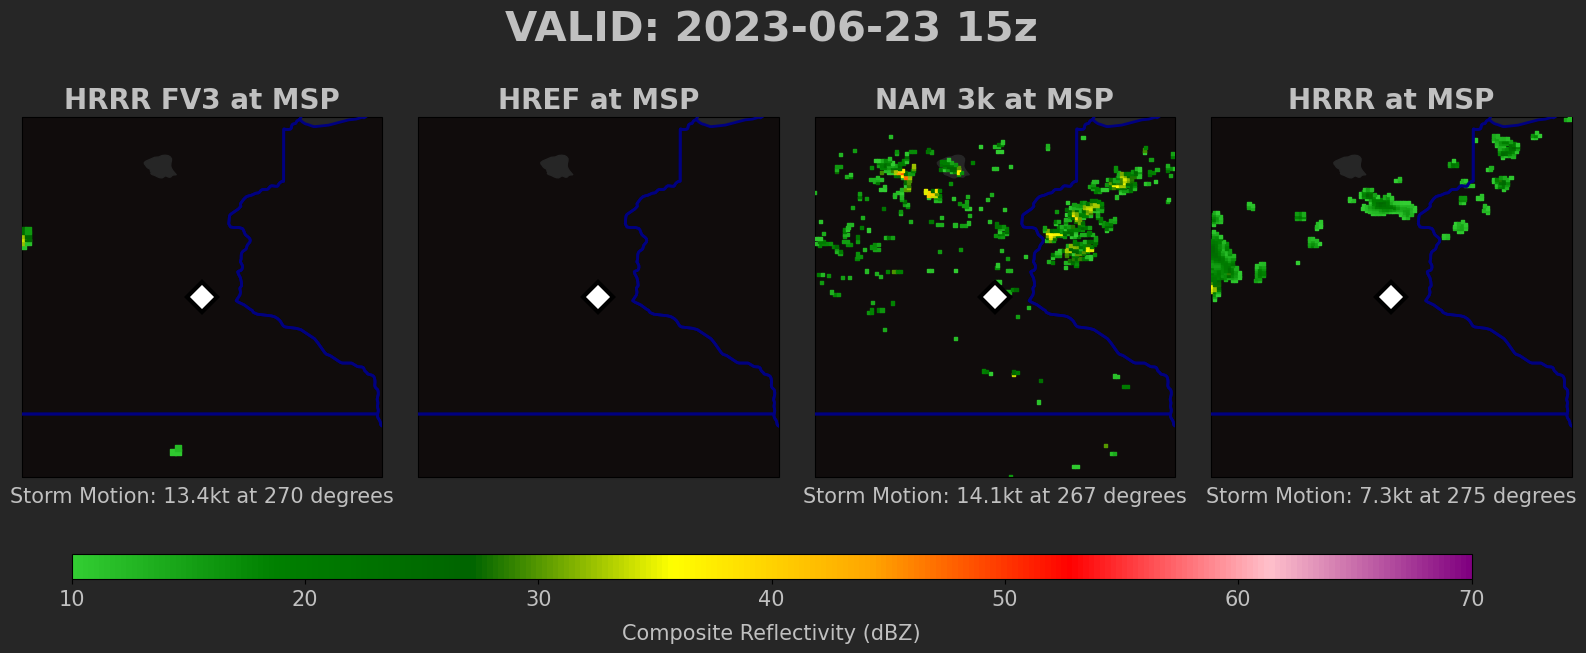 VALID: 2023-06-23 15z
HRRR FV3 at MSP
HREF at MSP
NAM 3k at MSP
HRRR at MSP
Storm Motion: 13.4kt at 270 degrees
Storm Motion: 14.1kt at 267 degrees
Storm Motion: 7.3kt at 275 degrees
10 20 30 40 50 60 70
Composite Reflectivity (dBZ)